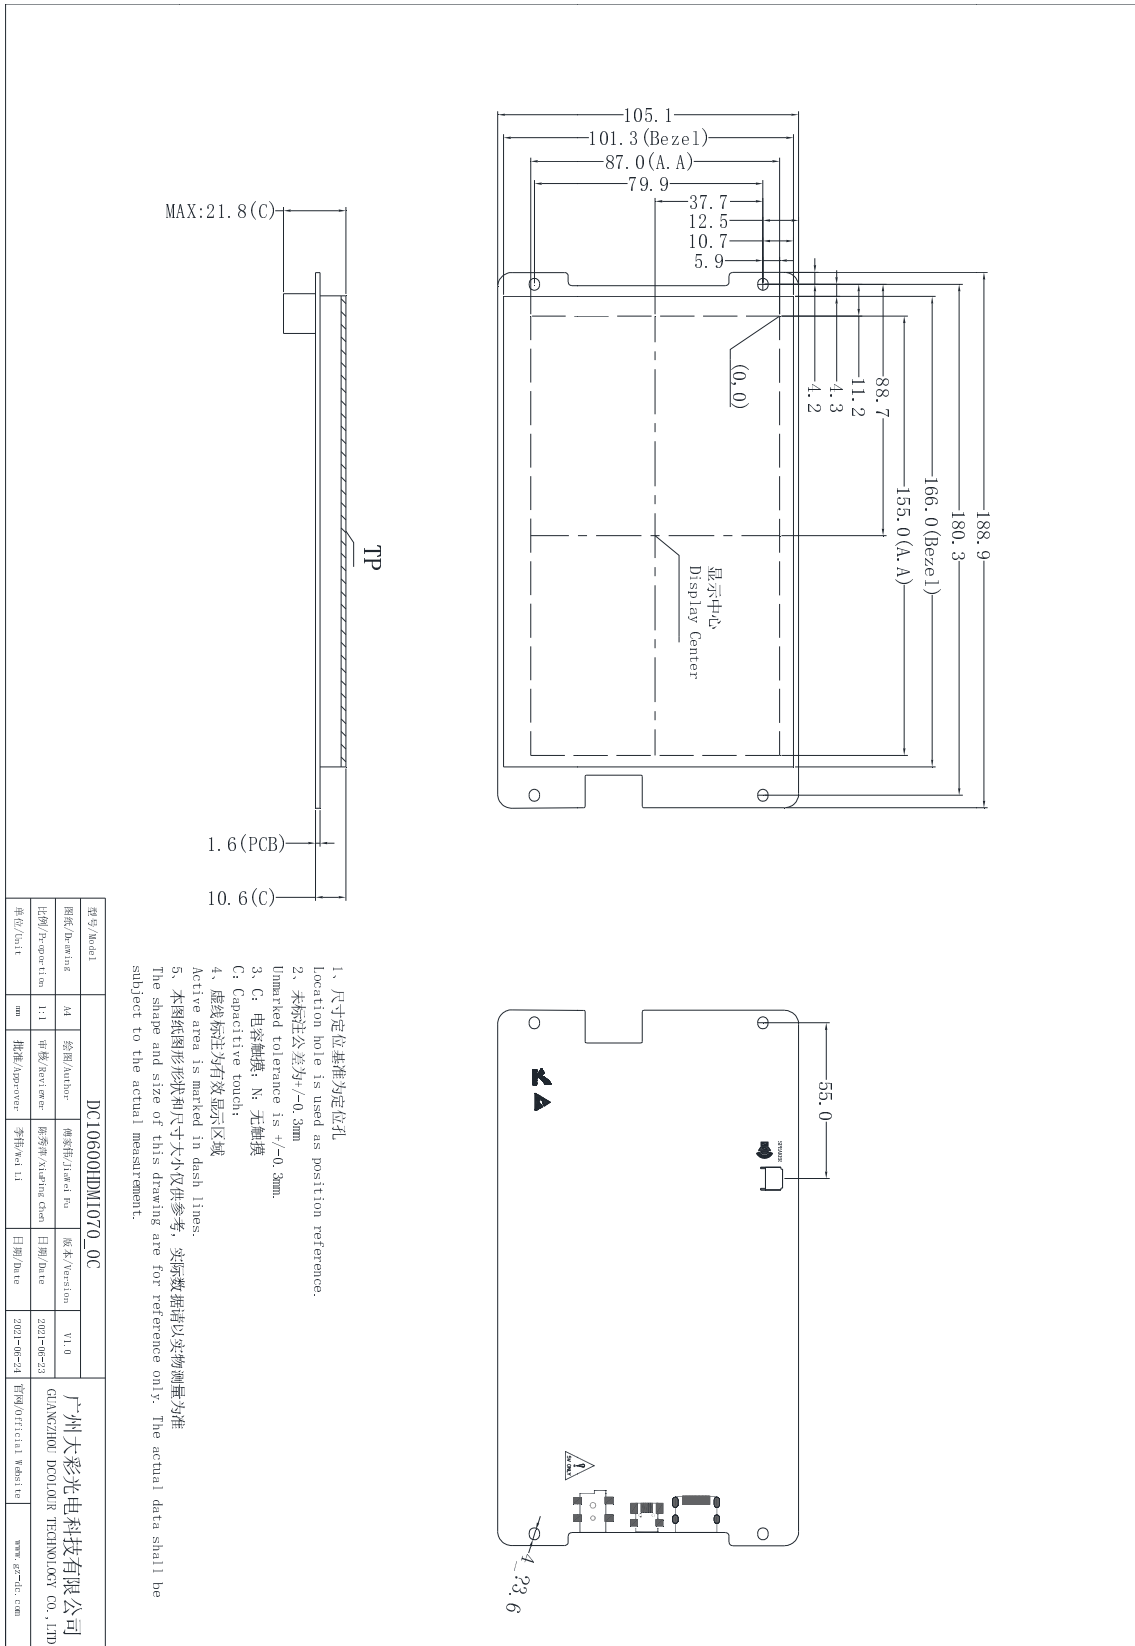 105.1
101.3(Bezel)
87.0(A.A)
79.9
37.7
12.5
10.7
5.9
MAX:21.8(C)
188.9
180.3
166.0(Bezel)
155.0(A.A)
88.7
11.2
4.3
4.2
(0,0)
显示中心
Display Center
TP
1.6(PCB)
10.6(C)
55.0
SPEAKER
5V ONLY
4_?3.6
1、尺寸定位基准为定位孔
Location hole is used as position reference.
2、未标注公差为+/-0.3mm
Unmarked tolerance is +/-0.3mm.
3、C: 电容触摸; N: 无触摸
C: Capacitive touch;
4、虚线标注为有效显示区域
Active area is marked in dash lines.
5、本图纸图形形状和尺寸大小仅供参考, 实际数据请以实物测量为准
The shape and size of this drawing are for reference only. The actual data shall be
subject to the actual measurement.
型号/Model DC10600HDMI070_0C
图纸/Drawing A4 绘图/Author 傅家伟/JiaWei Fu 版本/Version V1.0
比例/Proportion 1:1 审核/Reviewer 陈秀萍/XiuPing Chen 日期/Date 2021-06-23
单位/Unit mm 批准/Approver 李伟/Wei Li 日期/Date 2021-06-24
广州大彩光电科技有限公司
GUANGZHOU DCOLOUR TECHNOLOGY CO.,LTD
官网/Official Website www.gz-dc.com